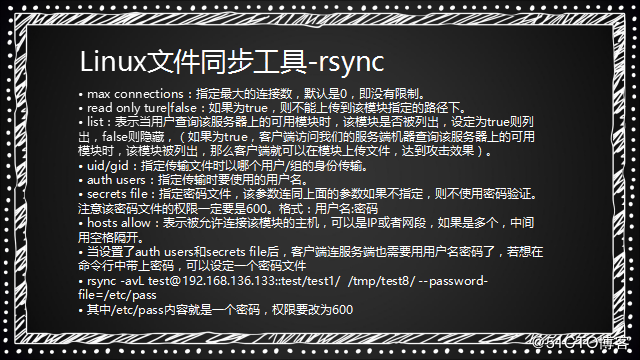 Linux文件同步工具-rsync
• max connections：指定最大的连接数，默认是0，即没有限制。
• read only ture|false：如果为true，则不能上传到该模块指定的路径下。
• list：表示当用户查询该服务器上的可用模块时，该模块是否被列出，设定为true则列
出，false则隐藏，（如果为true，客户端访问我们的服务端机器查询该服务器上的可用
模块时，该模块被列出，那么客户端就可以在模块上传文件，达到攻击效果）。
• uid/gid：指定传输文件时以哪个用户/组的身份传输。
• auth users：指定传输时要使用的用户名。
• secrets file：指定密码文件，该参数连同上面的参数如果不指定，则不使用密码验证。
注意该密码文件的权限一定要是600。格式：用户名:密码
• hosts allow：表示被允许连接该模块的主机，可以是IP或者网段，如果是多个，中间
用空格隔开。
• 当设置了auth users和secrets file后，客户端连服务端也需要用用户名密码了，若想在
命令行中带上密码，可以设定一个密码文件
• rsync -avL test@192.168.136.133::test/test1/ /tmp/test8/ --password-
file=/etc/pass
• 其中/etc/pass内容就是一个密码，权限要改为600
@51CTO博客